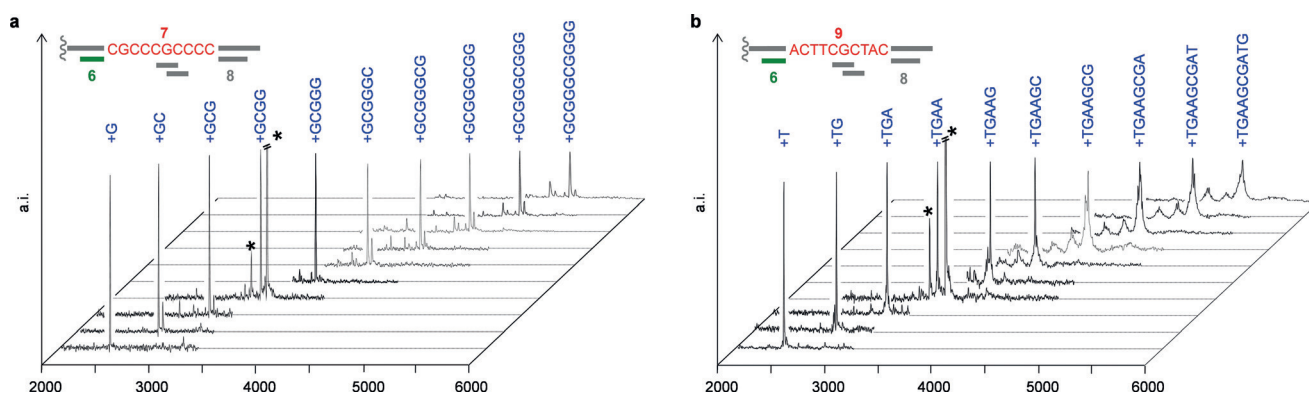 a
7
CGCCCGCCCC
6
8
+G
+GC
+GCG
+GCGG
+GCGGG
+GCGGGC
+GCGGGCG
+GCGGGCGG
+GCGGGCGGG
+GCGGGCGGGG
*
*
a.i.
2000 3000 4000 5000 6000
b
9
ACTTCGCTAC
6
8
+T
+TG
+TGA
+TGAA
+TGAAG
+TGAAGC
+TGAAGCG
+TGAAGCGA
+TGAAGCGAT
+TGAAGCGATG
*
*
a.i.
2000 3000 4000 5000 6000